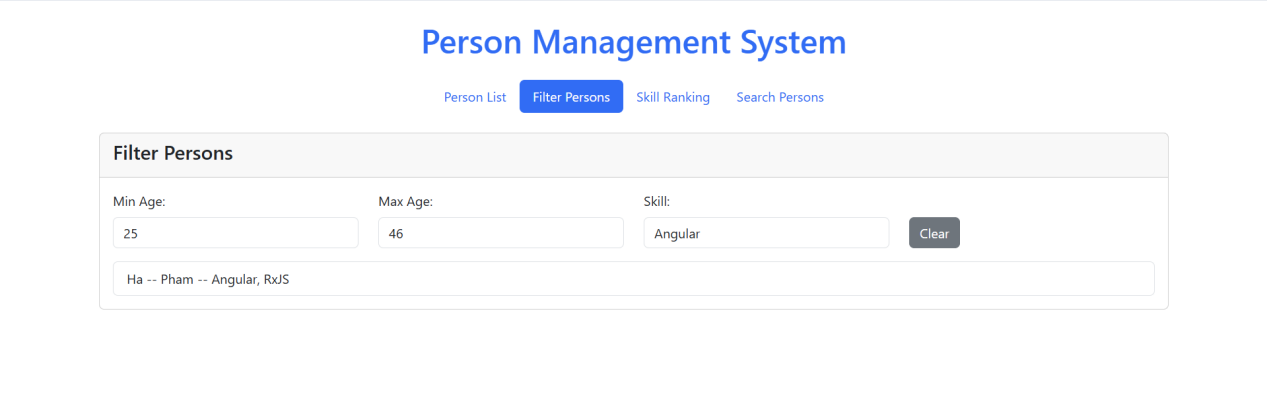 Person Management System
Person List Filter Persons Skill Ranking Search Persons
Filter Persons
Min Age: Max Age: Skill:
25 46 Angular Clear
Ha -- Pham -- Angular, RxJS